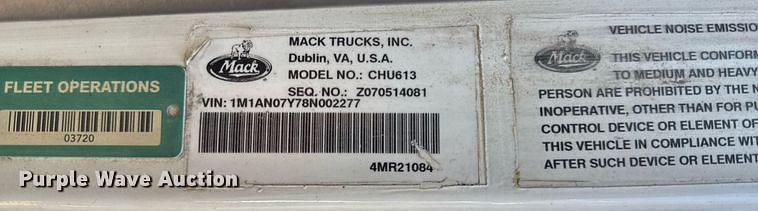 FLEET OPERATIONS
03720
Mack
MACK TRUCKS, INC.
Dublin, VA, U.S.A.
MODEL NO.: CHU613
SEQ. NO.: Z070514081
VIN: 1M1AN07Y78N002277
4MR21084
Mack
VEHICLE NOISE EMISSIO
THIS VEHICLE CONFORM
TO MEDIUM AND HEAVY
PERSON ARE PROHIBITED BY THE N
INOPERATIVE, OTHER THAN FOR PU
CONTROL DEVICE OR ELEMENT OF
THIS VEHICLE IN COMPLIANCE WIT
AFTER SUCH DEVICE OR ELEMENT
Purple Wave Auction